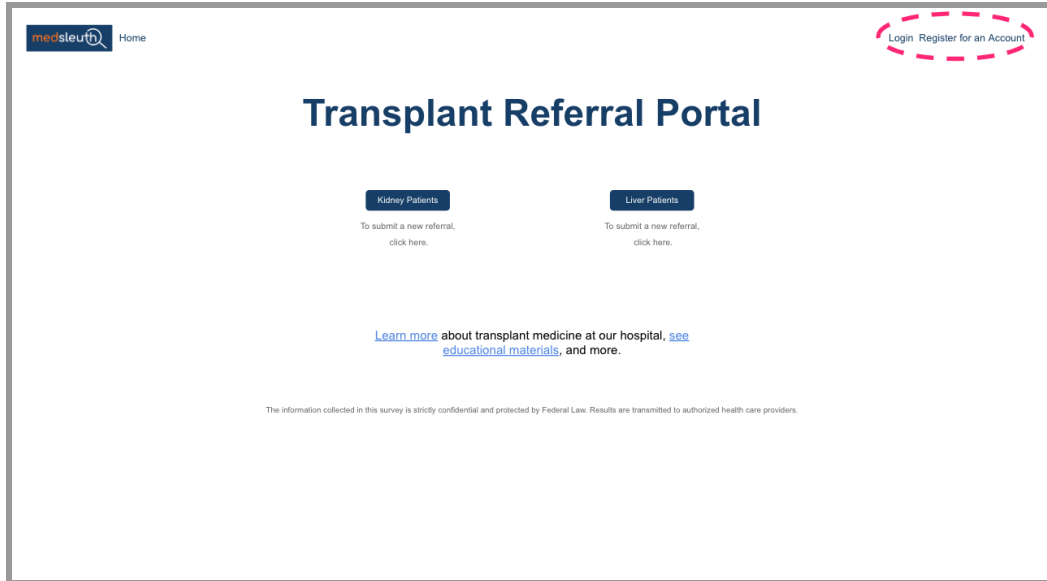 medsleuth Home Login Register for an Account
Transplant Referral Portal
Kidney Patients Liver Patients
To submit a new referral, To submit a new referral,
click here. click here.
Learn more about transplant medicine at our hospital, see
educational materials, and more.
The information collected in this survey is strictly confidential and protected by Federal Law. Results are transmitted to authorized health care providers.